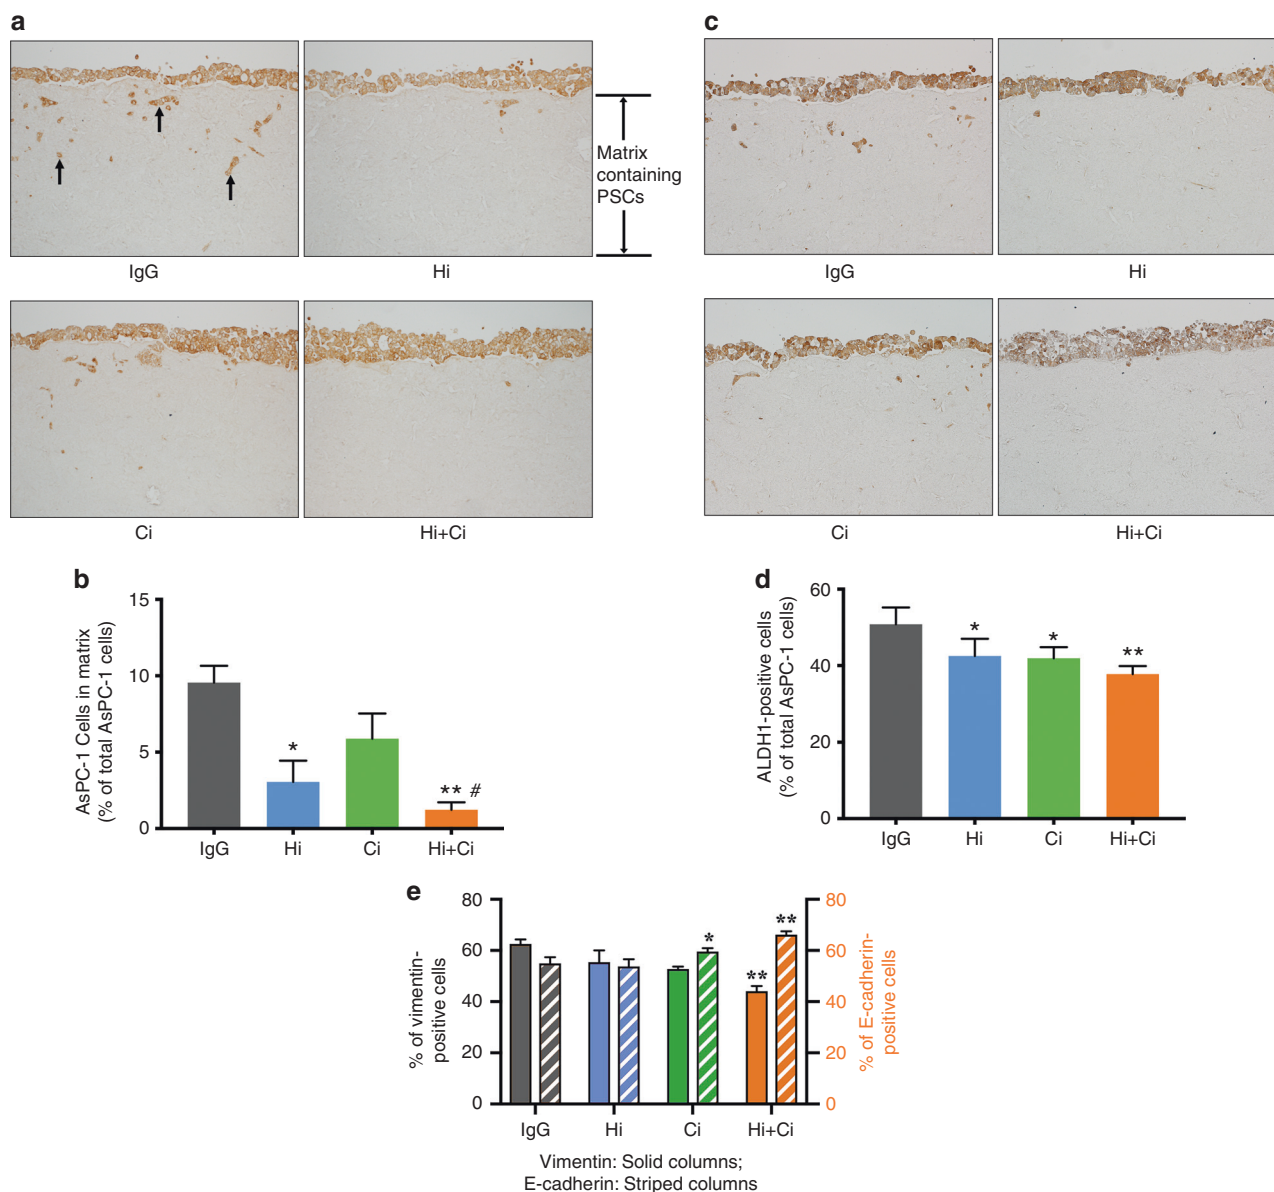 a
IgG
Hi
Matrix
containing
PSCs
Ci
Hi+Ci
c
IgG
Hi
Ci
Hi+Ci
b
AsPC-1 Cells in matrix
(% of total AsPC-1 cells)
15
10
5
0
*
** #
IgG
Hi
Ci
Hi+Ci
d
ALDH1-positive cells
(% of total AsPC-1 cells)
60
40
20
0
*
*
**
IgG
Hi
Ci
Hi+Ci
e
% of vimentin-
positive cells
80
60
40
20
0
*
**
**
80
60
40
20
0
% of E-cadherin-
positive cells
IgG
Hi
Ci
Hi+Ci
Vimentin: Solid columns;
E-cadherin: Striped columns